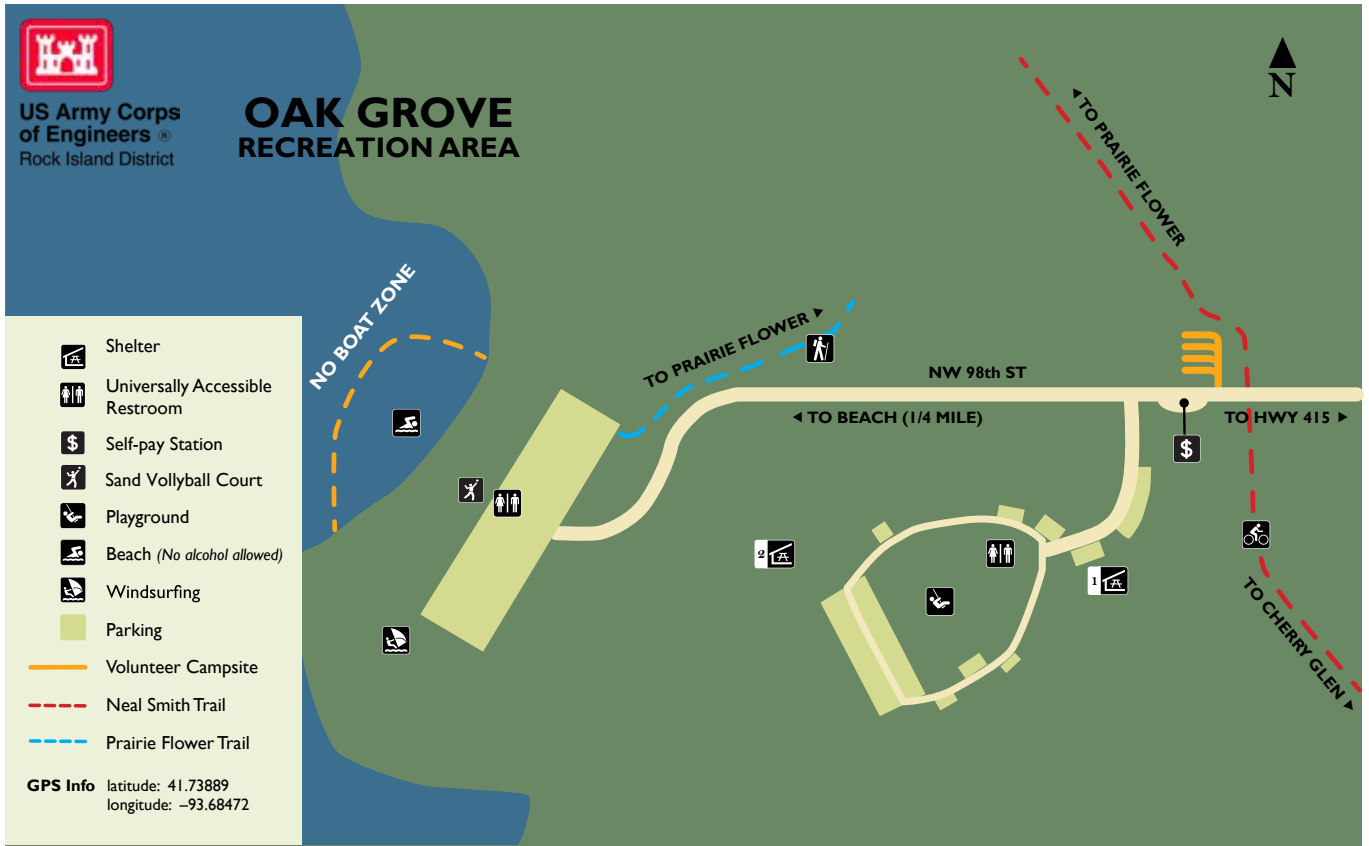 US Army Corps
of Engineers ®
Rock Island District
OAK GROVE
RECREATION AREA
N
◄ TO PRAIRIE FLOWER
NO BOAT ZONE
TO PRAIRIE FLOWER ►
NW 98th ST
◄ TO BEACH (1/4 MILE)
TO HWY 415 ►
$
2
1
TO CHERRY GLEN ►
Shelter
Universally Accessible
Restroom
$ Self-pay Station
Sand Vollyball Court
Playground
Beach (No alcohol allowed)
Windsurfing
Parking
Volunteer Campsite
Neal Smith Trail
Prairie Flower Trail
GPS Info latitude: 41.73889
longitude: –93.68472